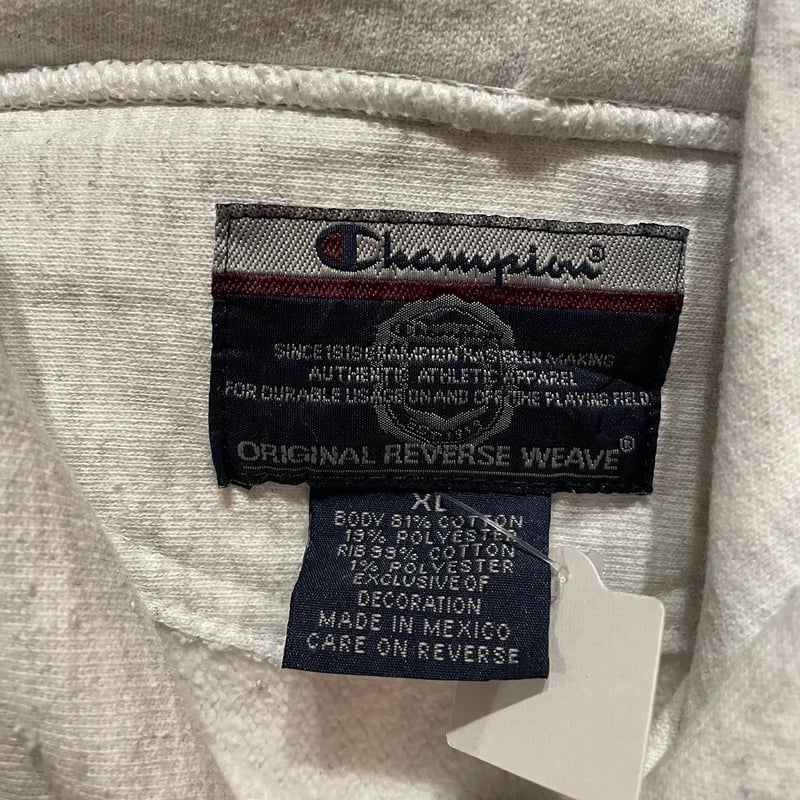 Champion®
Champion
SINCE 1919 CHAMPION HAS BEEN MAKING
AUTHENTIC ATHLETIC APPAREL
FOR DURABLE USAGE ON AND OFF THE PLAYING FIELD
1919
ORIGINAL REVERSE WEAVE®
XL
BODY 81% COTTON
19% POLYESTER
RIB 99% COTTON
1% POLYESTER
EXCLUSIVE OF
DECORATION
MADE IN MEXICO
CARE ON REVERSE